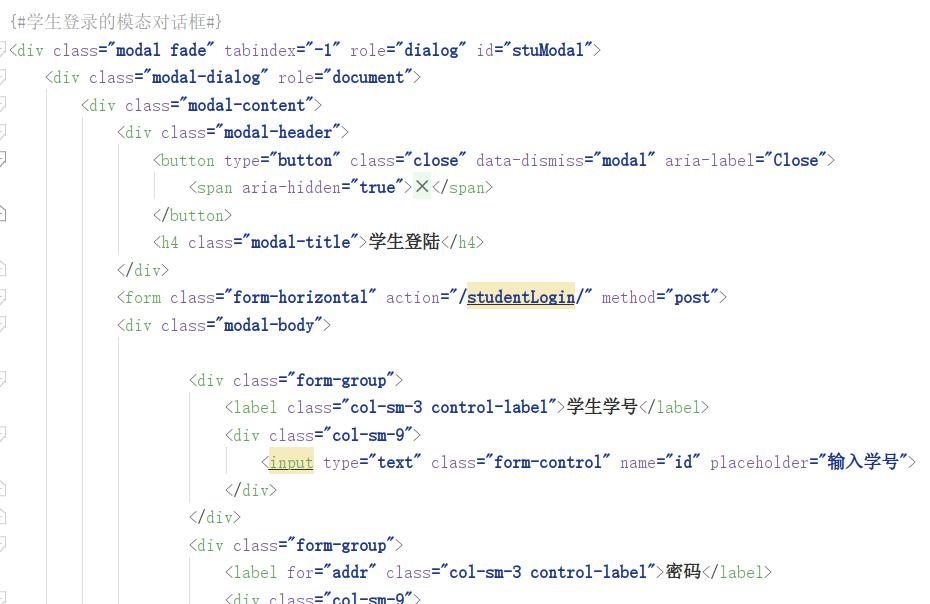 {#学生登录的模态对话框#}
<div class="modal fade" tabindex="-1" role="dialog" id="stuModal">
<div class="modal-dialog" role="document">
<div class="modal-content">
<div class="modal-header">
<button type="button" class="close" data-dismiss="modal" aria-label="Close">
<span aria-hidden="true">×</span>
</button>
<h4 class="modal-title">学生登陆</h4>
</div>
<form class="form-horizontal" action="/studentLogin/" method="post">
<div class="modal-body">
<div class="form-group">
<label class="col-sm-3 control-label">学生学号</label>
<div class="col-sm-9">
<input type="text" class="form-control" name="id" placeholder="输入学号">
</div>
</div>
<div class="form-group">
<label for="addr" class="col-sm-3 control-label">密码</label>
<div class="col-sm-9">